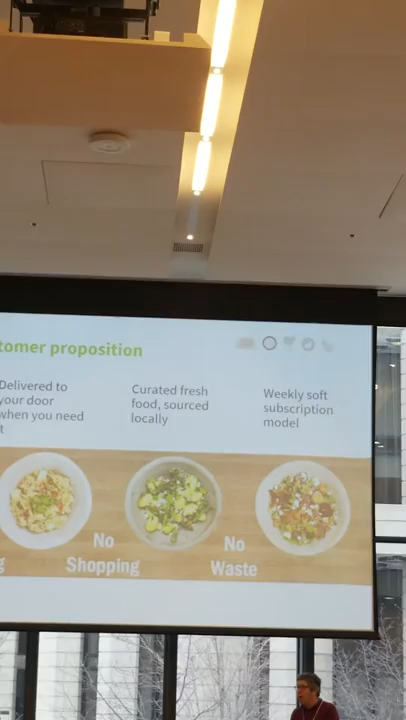 tomer proposition
Delivered to
your door
when you need
t
Curated fresh
food, sourced
locally
Weekly soft
subscription
model
g
No
Shopping
No
Waste